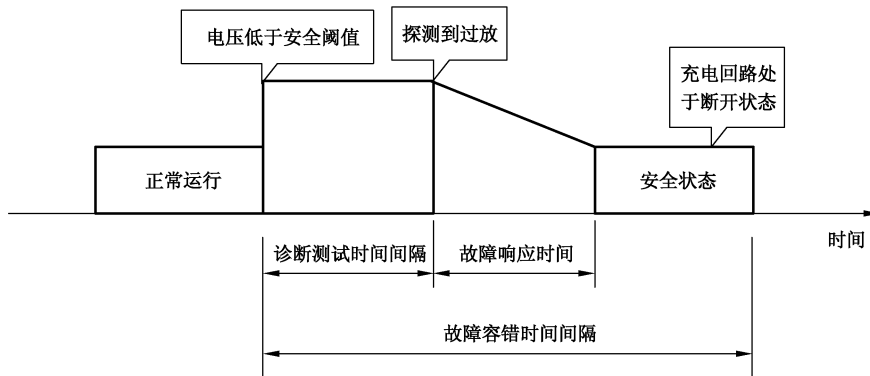 电压低于安全阈值
探测到过放
充电回路处
于断开状态
正常运行
安全状态
时间
诊断测试时间间隔
故障响应时间
故障容错时间间隔